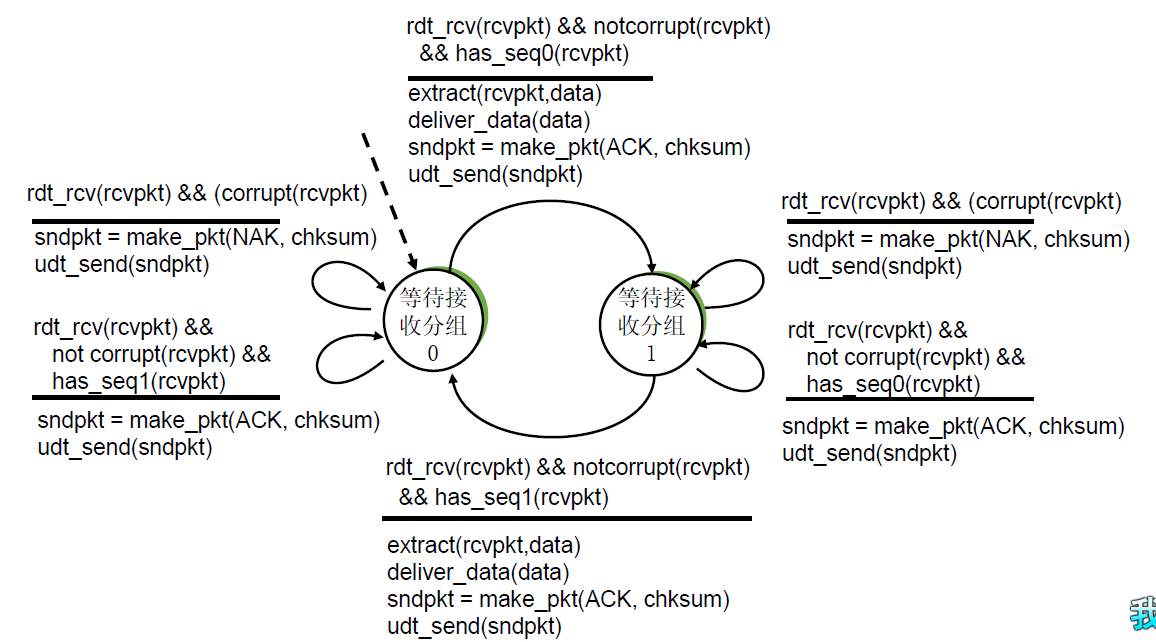 rdt_rcv(rcvpkt) && notcorrupt(rcvpkt)
&& has_seq0(rcvpkt)
extract(rcvpkt,data)
deliver_data(data)
sndpkt = make_pkt(ACK, chksum)
udt_send(sndpkt)
rdt_rcv(rcvpkt) && (corrupt(rcvpkt)
sndpkt = make_pkt(NAK, chksum)
udt_send(sndpkt)
rdt_rcv(rcvpkt) &&
not corrupt(rcvpkt) &&
has_seq1(rcvpkt)
sndpkt = make_pkt(ACK, chksum)
udt_send(sndpkt)
等待接
收分组
0
等待接
收分组
1
rdt_rcv(rcvpkt) && (corrupt(rcvpkt)
sndpkt = make_pkt(NAK, chksum)
udt_send(sndpkt)
rdt_rcv(rcvpkt) &&
not corrupt(rcvpkt) &&
has_seq0(rcvpkt)
sndpkt = make_pkt(ACK, chksum)
udt_send(sndpkt)
rdt_rcv(rcvpkt) && notcorrupt(rcvpkt)
&& has_seq1(rcvpkt)
extract(rcvpkt,data)
deliver_data(data)
sndpkt = make_pkt(ACK, chksum)
udt_send(sndpkt)